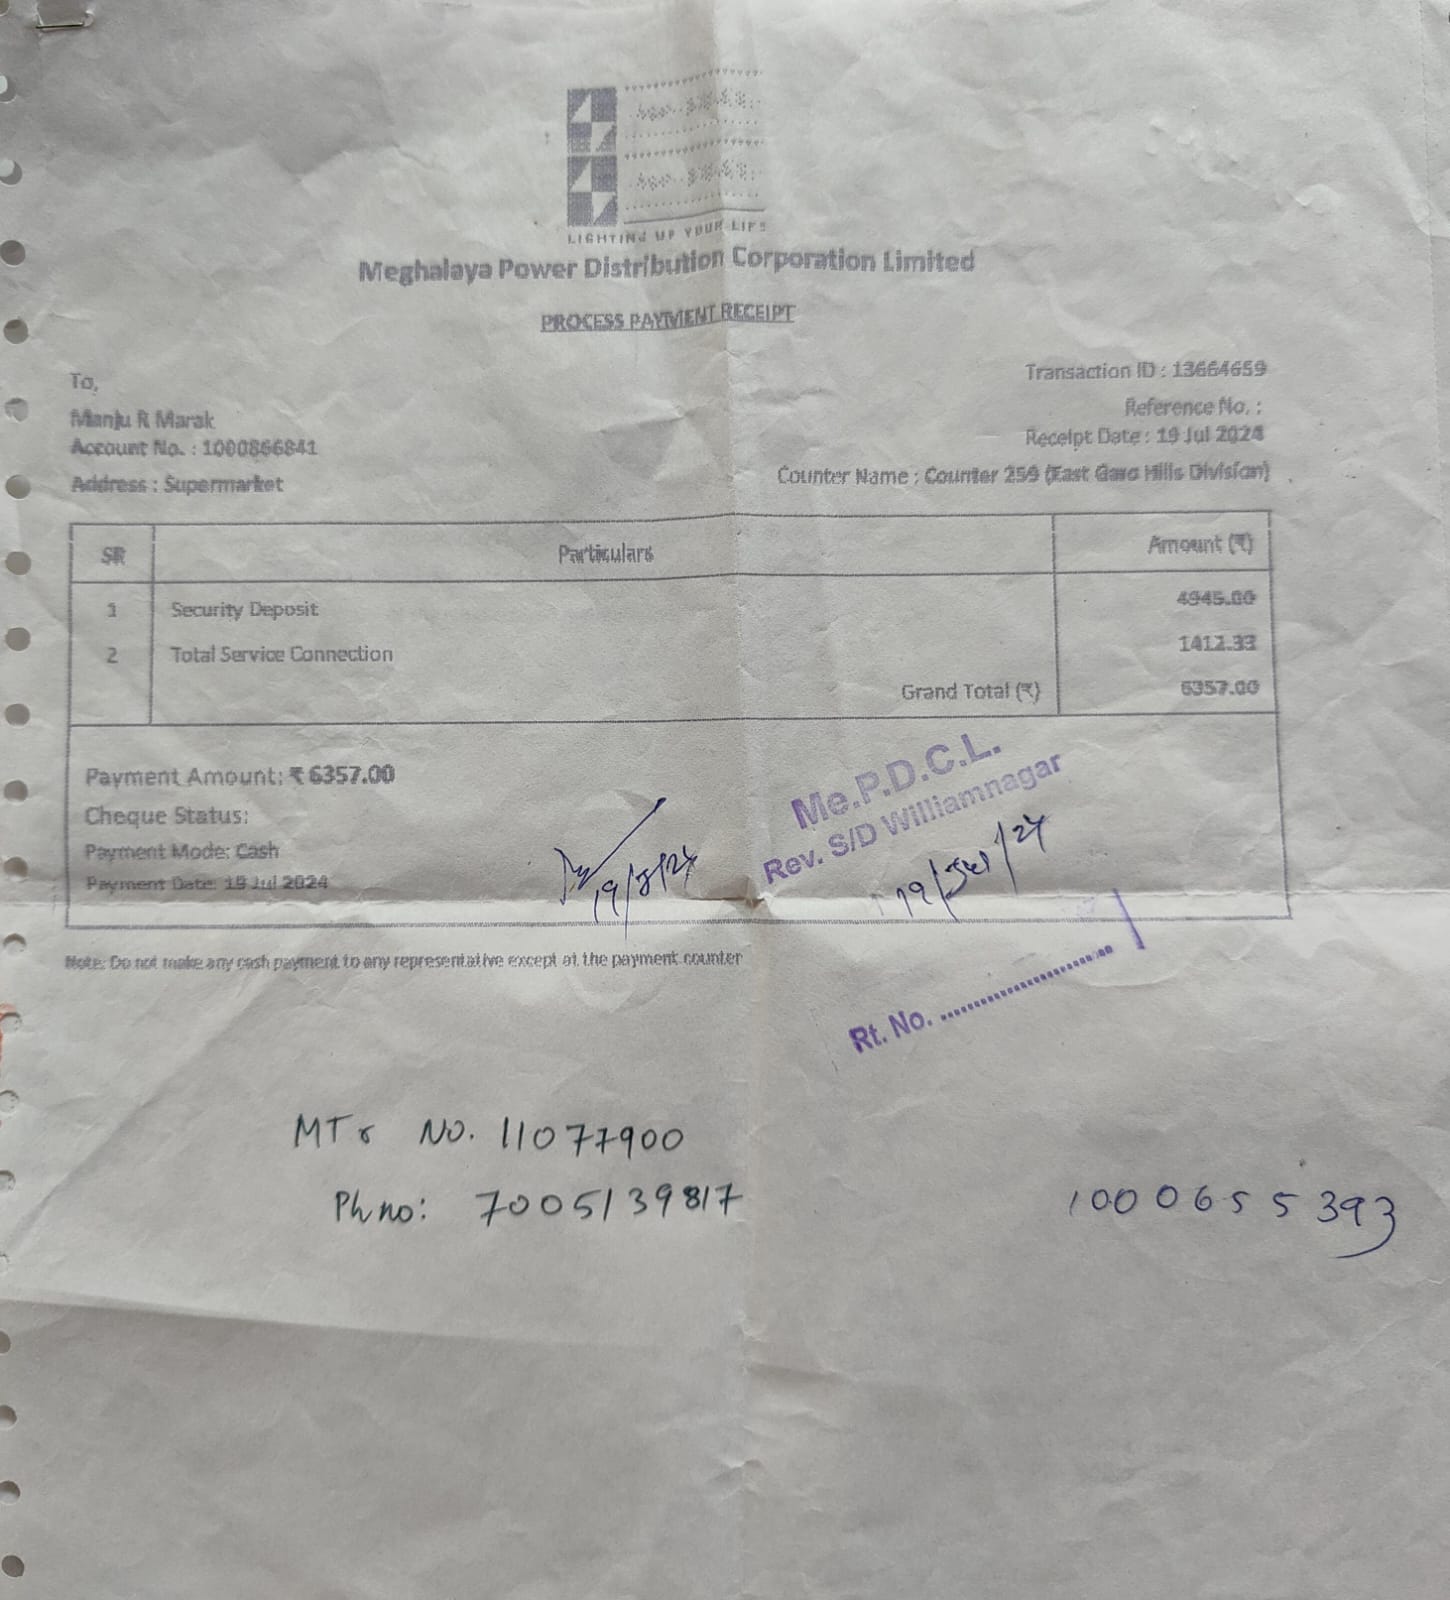 LIGHTING UP YOUR LIFE
Meghalaya Power Distribution Corporation Limited
PROCESS PAYMENT RECEIPT
To,
Manju R Marak
Account No. : 1000866841
Address : Supermarket
Transaction ID : 13664659
Reference No. :
Receipt Date : 19 Jul 2024
Counter Name : Counter 259 (East Garo Hills Division)
SR Particulars Amount (₹)
1 Security Deposit 4945.00
2 Total Service Connection 1412.33
Grand Total (₹) 6357.00
Payment Amount: ₹ 6357.00
Cheque Status:
Payment Mode: Cash
Payment Date: 19 Jul 2024
19/7/24
Me.P.D.C.L.
Rev. S/D Williamnagar
19/Jul/24
Rt. No. ........................
Note: Do not make any cash payment to any representative except at the payment counter
MTr NO. 11077900
Ph no: 7005139817
1000655393